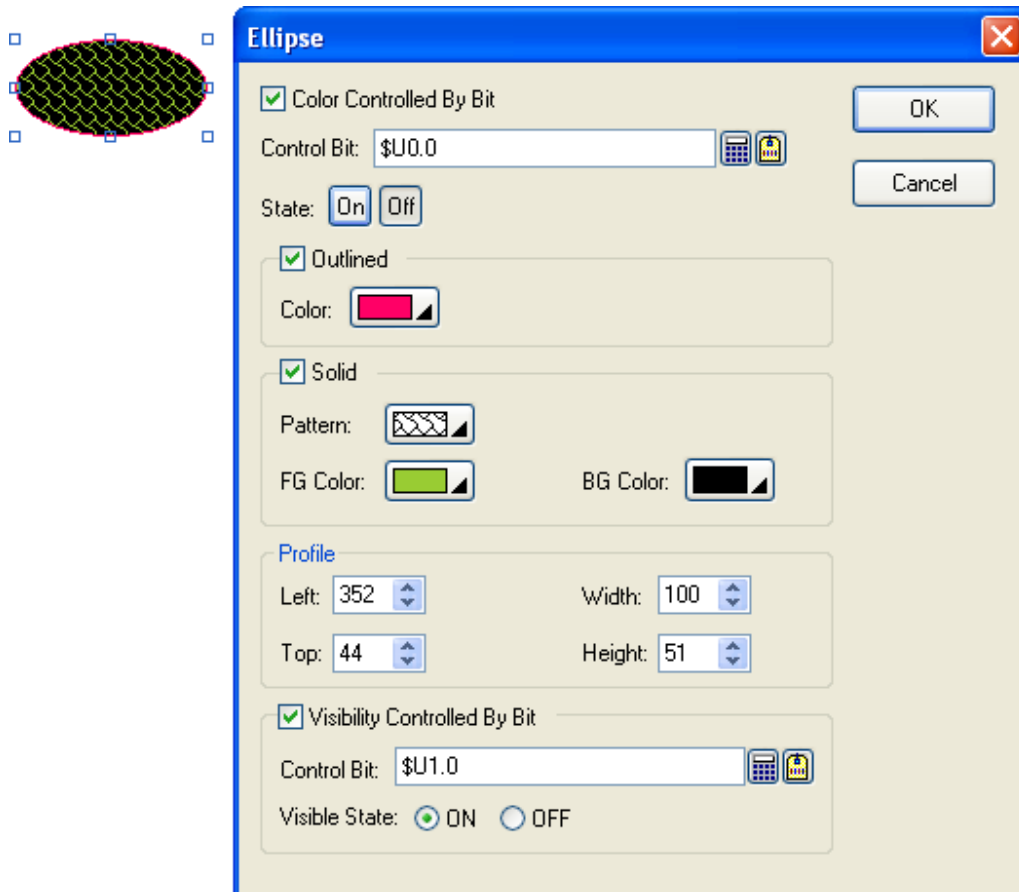 Ellipse
Color Controlled By Bit
OK
Control Bit: $U0.0
Cancel
State: On Off
Outlined
Color:
Solid
Pattern:
FG Color: BG Color:
Profile
Left: 352 Width: 100
Top: 44 Height: 51
Visibility Controlled By Bit
Control Bit: $U1.0
Visible State: ON OFF